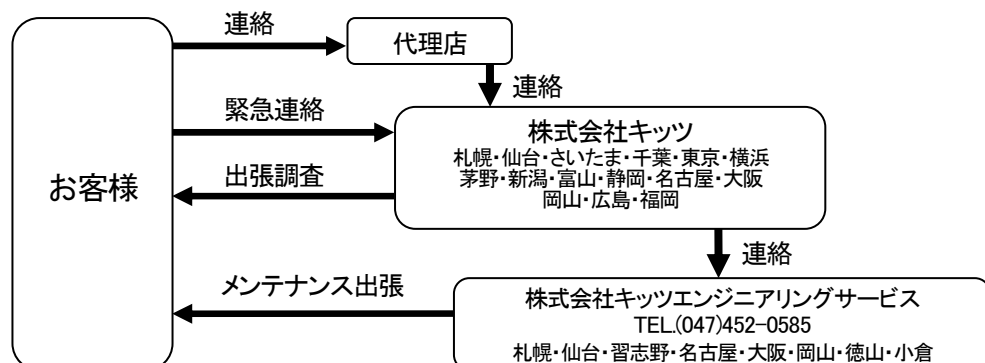 連絡
代理店
連絡
緊急連絡
株式会社キッツ
札幌・仙台・さいたま・千葉・東京・横浜
茅野・新潟・富山・静岡・名古屋・大阪
岡山・広島・福岡
お客様
出張調査
連絡
メンテナンス出張
株式会社キッツエンジニアリングサービス
TEL.(047)452-0585
札幌・仙台・習志野・名古屋・大阪・岡山・徳山・小倉